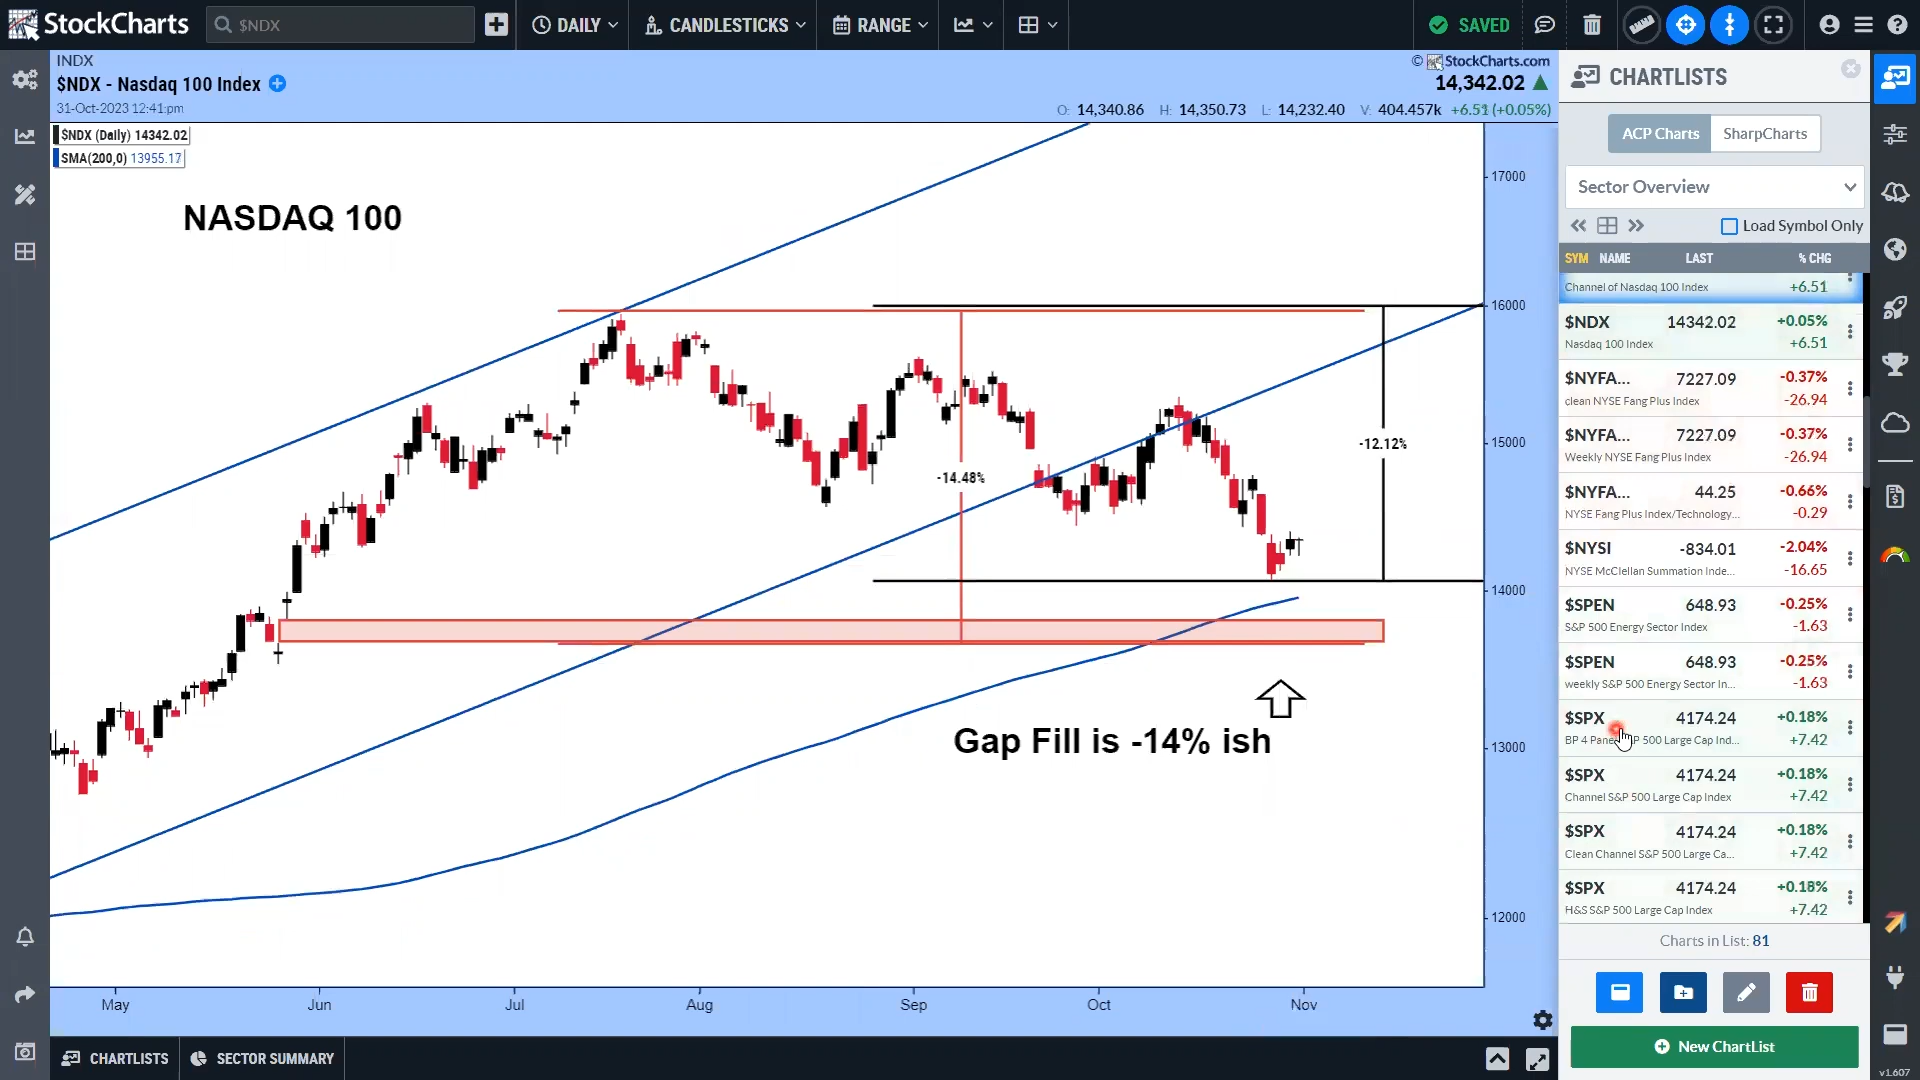 StockCharts
$NDX
DAILY
CANDLESTICKS
RANGE
SAVED
INDX
$NDX - Nasdaq 100 Index
31-Oct-2023 12:41:pm
© StockCharts.com
14,342.02
O: 14,340.86 H: 14,350.73 L: 14,232.40 V: 404.457k +6.51 (+0.05%)
$NDX (Daily) 14342.02
SMA(200,0) 13955.17
NASDAQ 100
-14.48%
-12.12%
Gap Fill is -14% ish
17000
16000
15000
14000
13000
12000
May Jun Jul Aug Sep Oct Nov
CHARTLISTS
ACP Charts SharpCharts
Sector Overview
Load Symbol Only
SYM NAME LAST % CHG
Channel of Nasdaq 100 Index +6.51
$NDX 14342.02 +0.05%
Nasdaq 100 Index +6.51
$NYFA... 7227.09 -0.37%
clean NYSE Fang Plus Index -26.94
$NYFA... 7227.09 -0.43%
Weekly NYSE Fang Plus Index -26.94
$NYFA... 44.25 -0.66%
NYSE Fang Plus Index/Technology... -0.29
$NYSI -834.01 -2.04%
NYSE McClellan Summation Inde... -16.65
$SPEN 648.93 -0.25%
S&P 500 Energy Sector Index -1.63
$SPEN 648.93 -0.25%
weekly S&P 500 Energy Sector In... -1.63
$SPX 4174.24 +0.18%
BP 4 Pane P 500 Large Cap Ind... +7.42
$SPX 4174.24 +0.18%
Channel S&P 500 Large Cap Index +7.42
$SPX 4174.24 +0.18%
Clean Channel S&P 500 Large Ca... +7.42
$SPX 4174.24 +0.18%
H&S S&P 500 Large Cap Index +7.42
Charts in List: 81
New ChartList
CHARTLISTS
SECTOR SUMMARY
v1.607